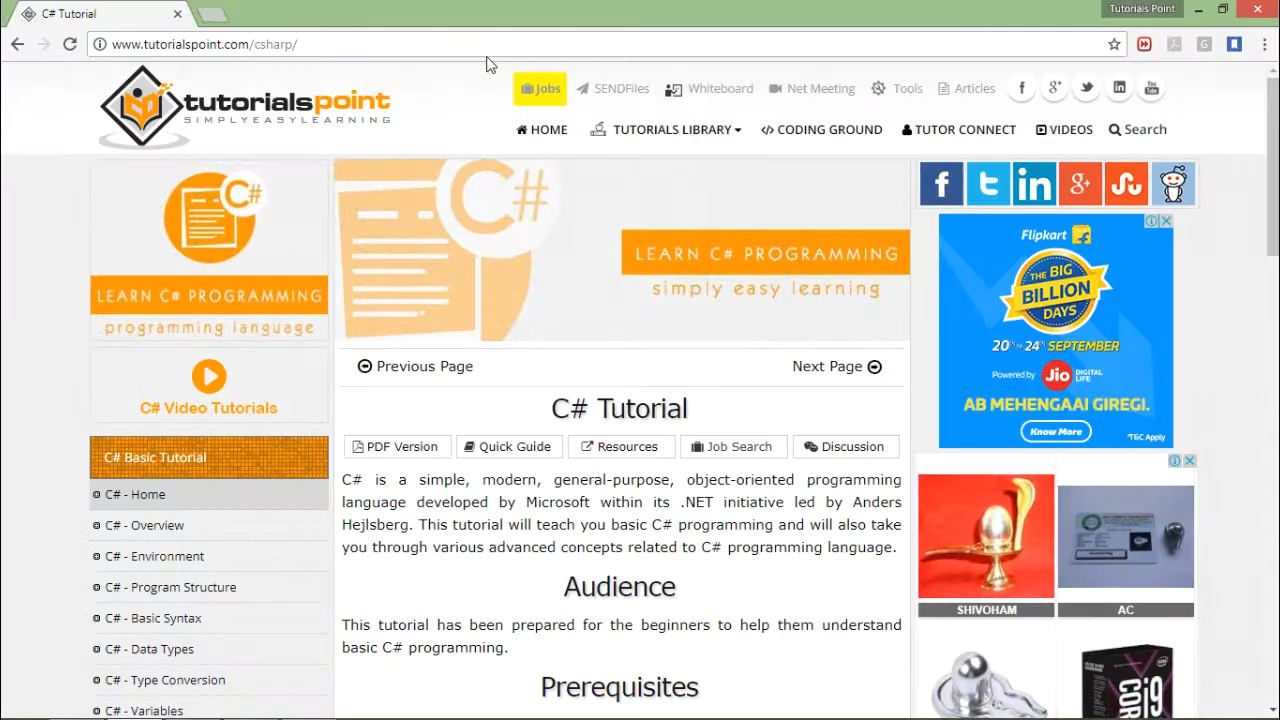 C# Tutorial
Tutorials Point
www.tutorialspoint.com/csharp/
tutorialspoint
SIMPLYEASYLEARNING
Jobs
SENDFiles
Whiteboard
Net Meeting
Tools
Articles
HOME
TUTORIALS LIBRARY
CODING GROUND
TUTOR CONNECT
VIDEOS
Search
C#
LEARN C# PROGRAMMING
programming language
C# Video Tutorials
C# Basic Tutorial
C# - Home
C# - Overview
C# - Environment
C# - Program Structure
C# - Basic Syntax
C# - Data Types
C# - Type Conversion
C# - Variables
C#
LEARN C# PROGRAMMING
simply easy learning
Previous Page
Next Page
C# Tutorial
PDF Version
Quick Guide
Resources
Job Search
Discussion
C# is a simple, modern, general-purpose, object-oriented programming
language developed by Microsoft within its .NET initiative led by Anders
Hejlsberg. This tutorial will teach you basic C# programming and will also take
you through various advanced concepts related to C# programming language.
Audience
This tutorial has been prepared for the beginners to help them understand
basic C# programming.
Prerequisites
Flipkart
THE BIG
BILLION
DAYS
20TH TO 24TH SEPTEMBER
Powered by Jio DIGITAL LIFE
AB MEHENGAAI GIREGI.
Know More
*T&C Apply
SHIVOHAM
AC
CORE i9